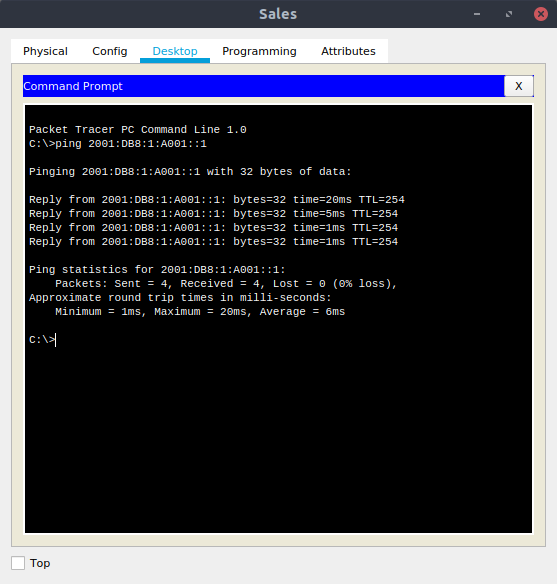 Sales
Physical Config Desktop Programming Attributes
Command Prompt X
Packet Tracer PC Command Line 1.0
C:\>ping 2001:DB8:1:A001::1
Pinging 2001:DB8:1:A001::1 with 32 bytes of data:
Reply from 2001:DB8:1:A001::1: bytes=32 time=20ms TTL=254
Reply from 2001:DB8:1:A001::1: bytes=32 time=5ms TTL=254
Reply from 2001:DB8:1:A001::1: bytes=32 time=1ms TTL=254
Reply from 2001:DB8:1:A001::1: bytes=32 time=1ms TTL=254
Ping statistics for 2001:DB8:1:A001::1:
Packets: Sent = 4, Received = 4, Lost = 0 (0% loss),
Approximate round trip times in milli-seconds:
Minimum = 1ms, Maximum = 20ms, Average = 6ms
C:\>
Top